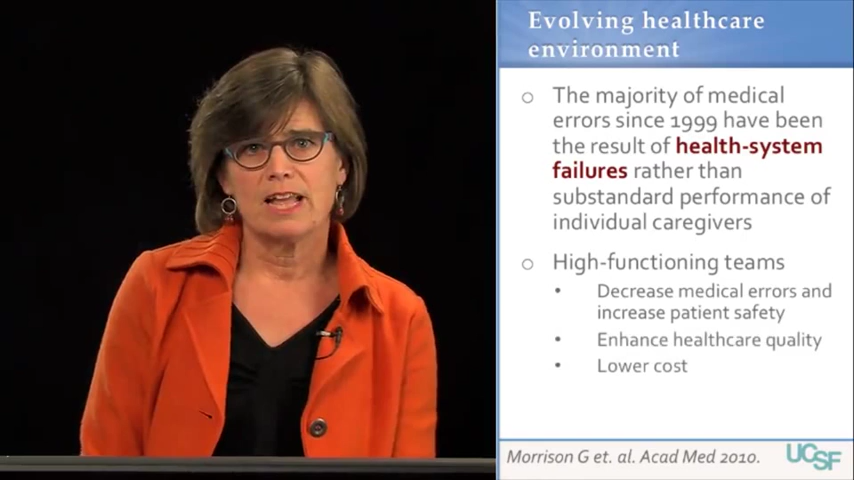 Evolving healthcare
environment
The majority of medical
errors since 1999 have been
the result of health-system
failures rather than
substandard performance of
individual caregivers
High-functioning teams
Decrease medical errors and
increase patient safety
Enhance healthcare quality
Lower cost
Morrison G et. al. Acad Med 2010.
UCSF